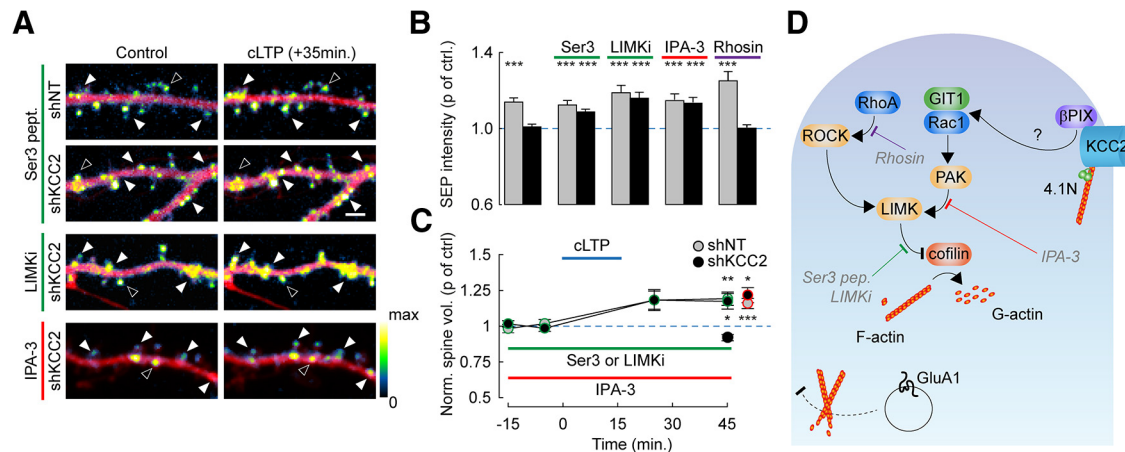 A
Control
cLTP (+35min.)
Ser3 pept.
shNT
shKCC2
LIMKi
shKCC2
IPA-3
shKCC2
max
0
B
SEP intensity (p of ctrl.)
1.4
1.0
0.6
Ser3
LIMKi
IPA-3
Rhosin
*** *** *** *** *** *** *** ***
C
Norm. spine vol. (p of ctrl.)
1.5
1.25
1
0.75
0.5
cLTP
shNT
shKCC2
** *
* ***
Ser3 or LIMKi
IPA-3
-15 0 15 30 45
Time (min.)
D
RhoA
GIT1
Rac1
βPIX
ROCK
?
KCC2
Rhosin
PAK
4.1N
LIMK
cofilin
IPA-3
Ser3 pep.
LIMKi
G-actin
F-actin
GluA1